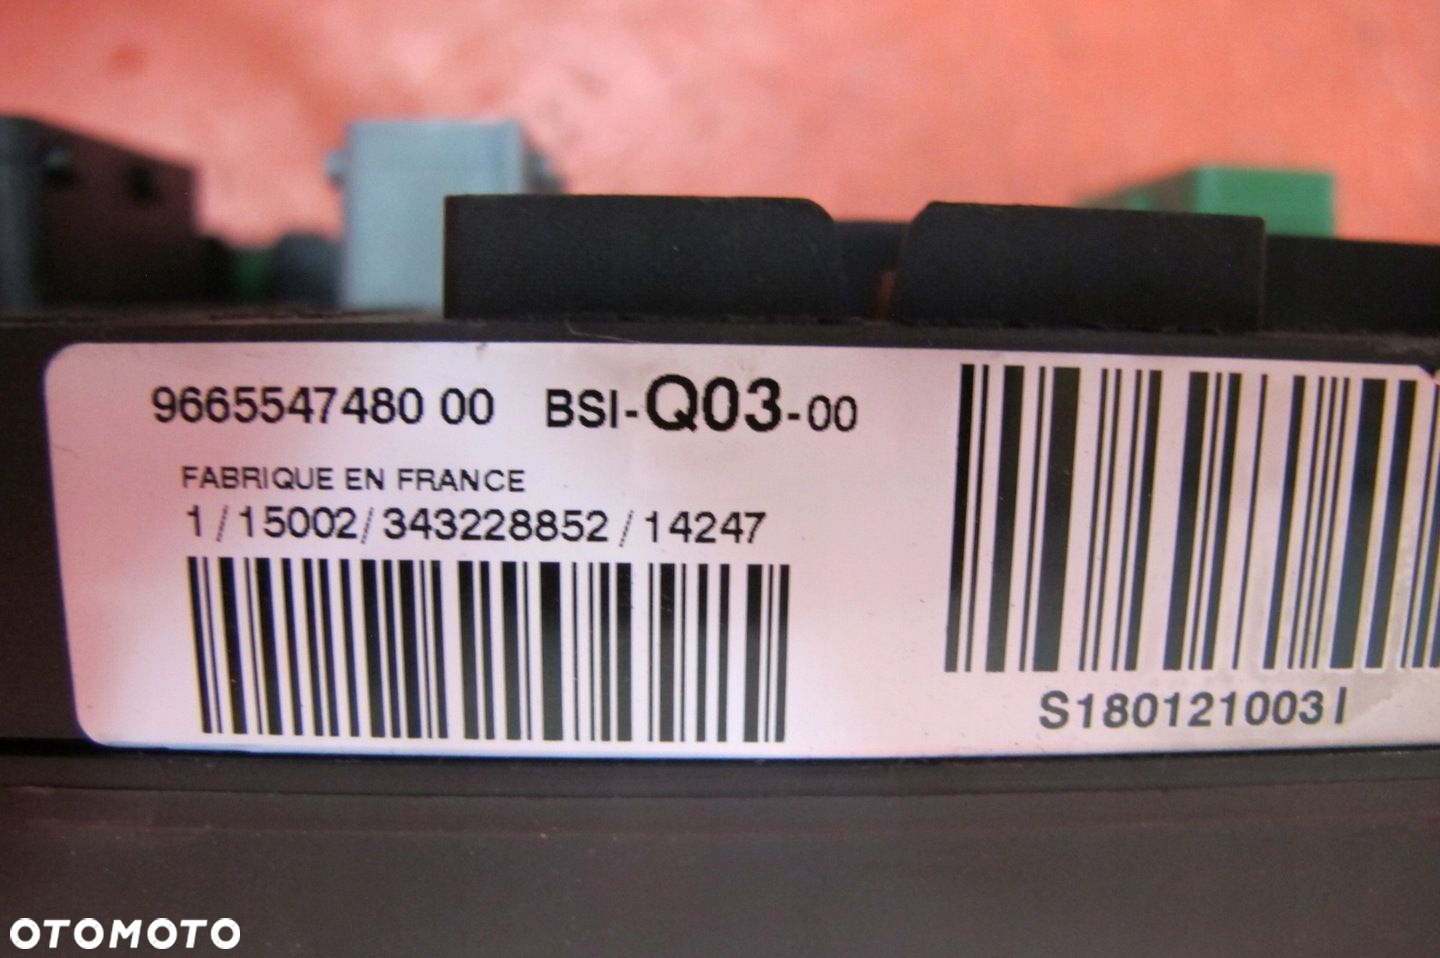 9665547480 00 BSI-Q03-00
FABRIQUE EN FRANCE
1/15002/343228852/14247
S180121003I
OTOMOTO